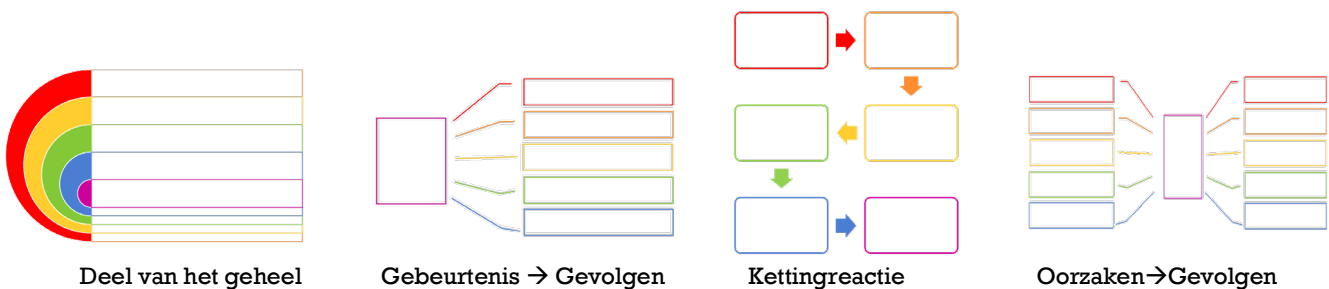 Deel van het geheel
Gebeurtenis → Gevolgen
Kettingreactie
Oorzaken→Gevolgen